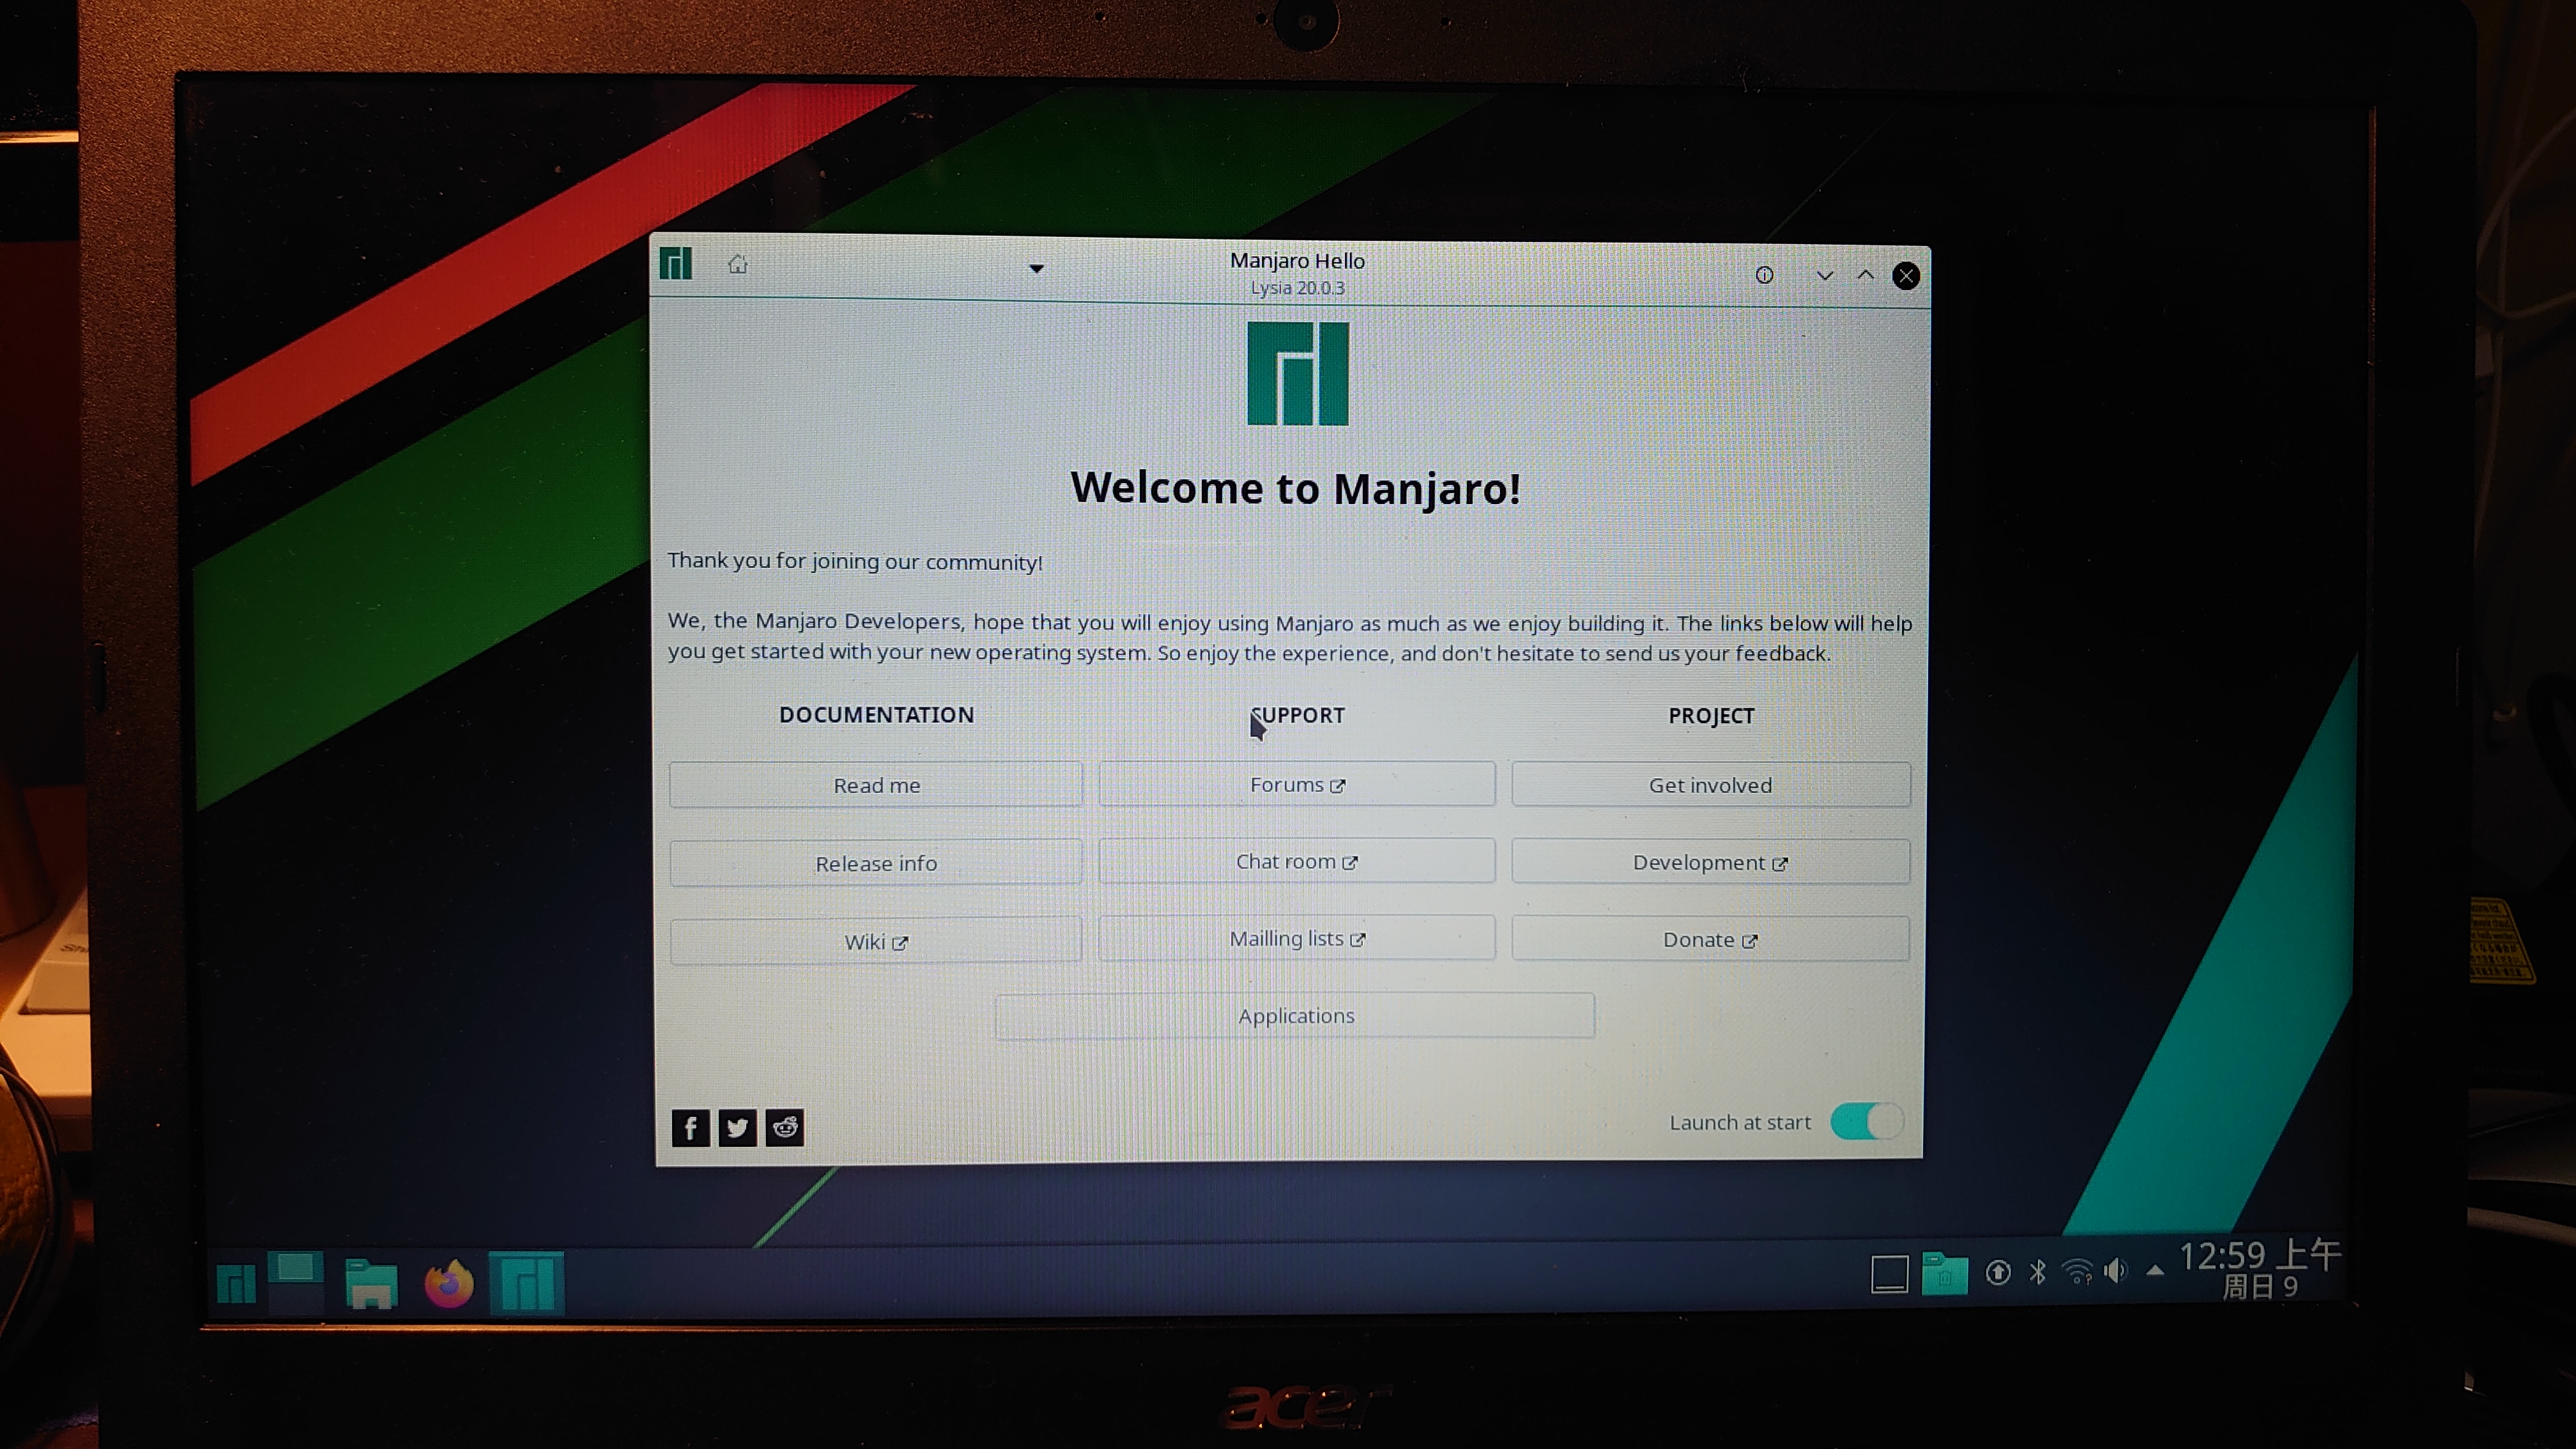 Manjaro Hello
Lysia 20.0.3
Welcome to Manjaro!
Thank you for joining our community!
We, the Manjaro Developers, hope that you will enjoy using Manjaro as much as we enjoy building it. The links below will help
you get started with your new operating system. So enjoy the experience, and don't hesitate to send us your feedback.
DOCUMENTATION SUPPORT PROJECT
Read me Forums Get involved
Release info Chat room Development
Wiki Mailling lists Donate
Applications
Launch at start
12:59 上午
周日 9
acer